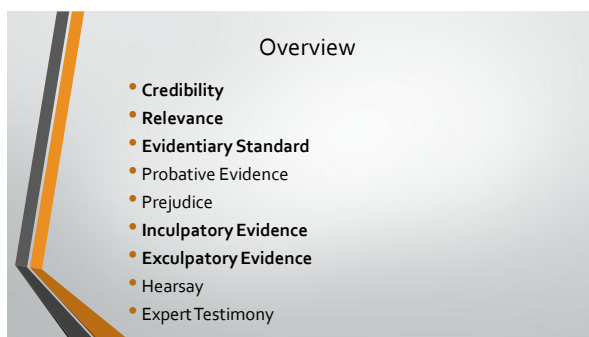 Overview
• Credibility
• Relevance
• Evidentiary Standard
• Probative Evidence
• Prejudice
• Inculpatory Evidence
• Exculpatory Evidence
• Hearsay
• Expert Testimony